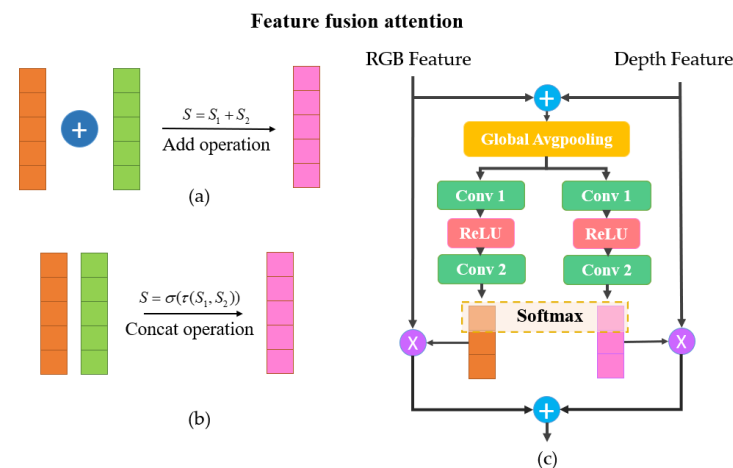 Feature fusion attention
S = S₁ + S₂
Add operation
(a)
S = σ(τ(S₁, S₂))
Concat operation
(b)
RGB Feature
Depth Feature
+
+
Global Avgpooling
Conv 1
Conv 1
ReLU
ReLU
Conv 2
Conv 2
Softmax
X
X
+
(c)